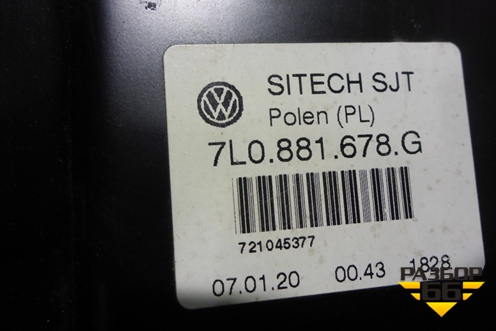 SITECH SJT
Polen (PL)
7L0.881.678.G
721045377
07.01.20 00.43 1828
РАЗБОР
66